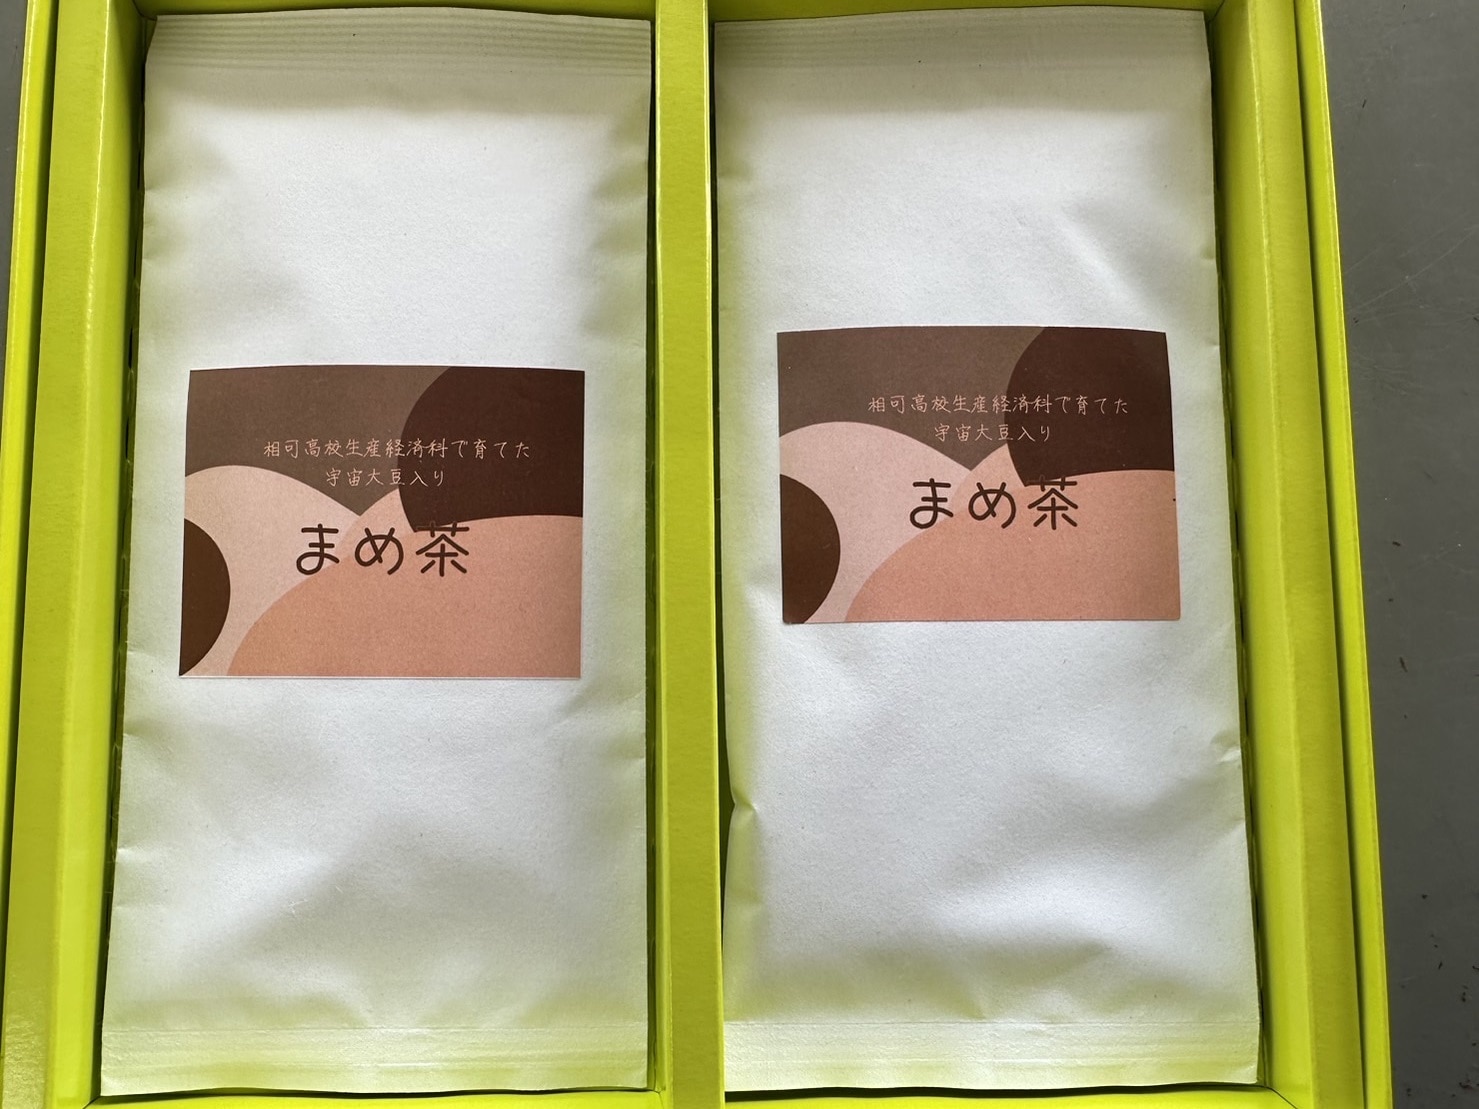 相可高校生産経済科で育てた
宇宙大豆入り
まめ茶
相可高校生産経済科で育てた
宇宙大豆入り
まめ茶